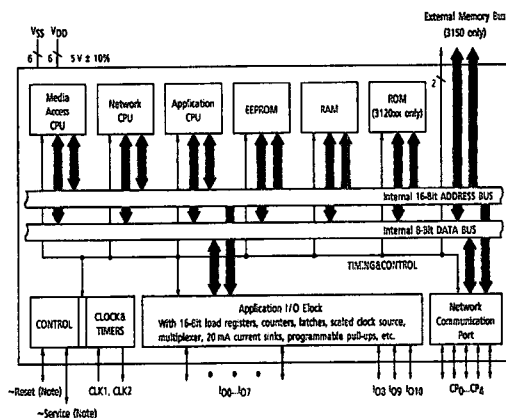 External Memory Bus
(3150 only)
VSS VDD
6 6 5 V ± 10%
2
Media
Access
CPU
Network
CPU
Application
CPU
EEPROM
RAM
ROM
(3120xx only)
Internal 16-Bit ADDRESS BUS
Internal 8-Bit DATA BUS
TIMING&CONTROL
CONTROL
CLOCK&
TIMERS
Application I/O Block
With 16-Bit load registers, counters, latches, scaled clock source,
multiplexer, 20 mA current sinks, programmable pull-ups, etc.
Network
Communication
Port
~Reset (Note)
CLK1, CLK2
IO0–IO7
IO3 IO9 IO10
CP0–CP4
~Service (Note)